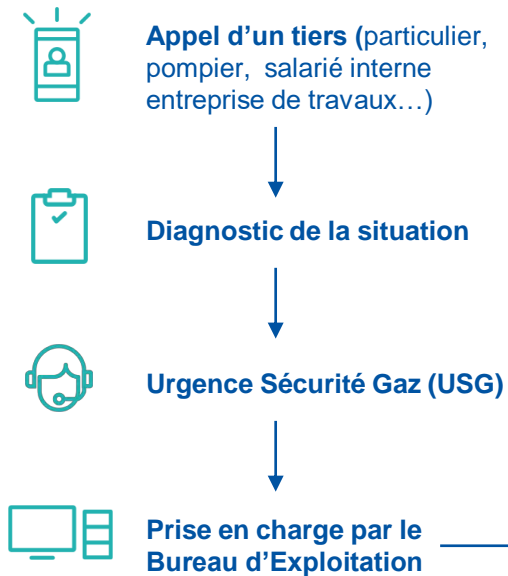 Appel d’un tiers (particulier,
pompier, salarié interne
entreprise de travaux…)
Diagnostic de la situation
Urgence Sécurité Gaz (USG)
Prise en charge par le
Bureau d’Exploitation